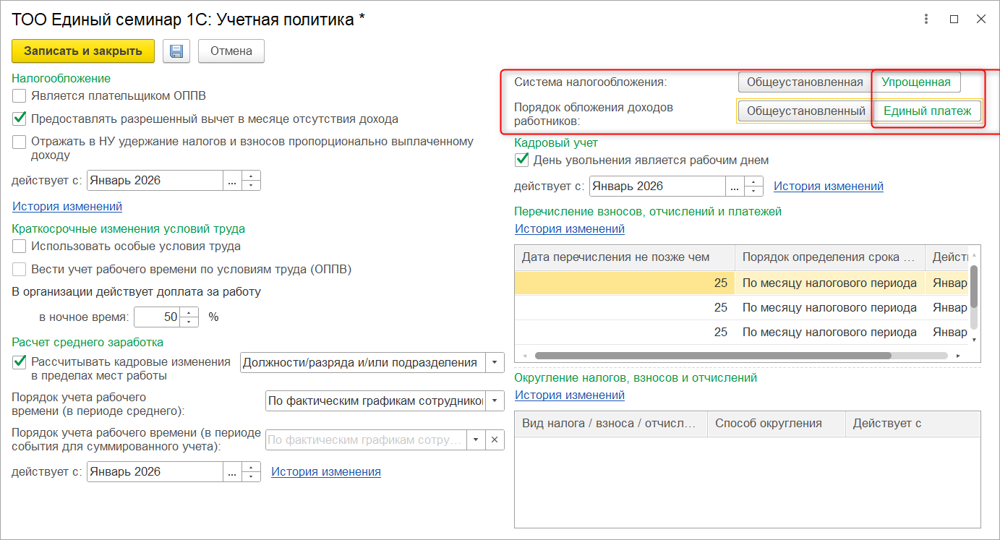 ТОО Единый семинар 1С: Учетная политика *
Записать и закрыть
Отмена
Налогообложение
Является плательщиком ОППВ
Предоставлять разрешенный вычет в месяце отсутствия дохода
Отражать в НУ удержание налогов и взносов пропорционально выплаченному
доходу
действует с: Январь 2026 ...
История изменений
Краткосрочные изменения условий труда
Использовать особые условия труда
Вести учет рабочего времени по условиям труда (ОППВ)
В организации действует доплата за работу
в ночное время: 50 %
Расчет среднего заработка
Рассчитывать кадровые изменения
в пределах мест работы
Должности/разряда и/или подразделения
Порядок учета рабочего
времени (в периоде среднего):
По фактическим графикам сотруднико
Порядок учета рабочего времени (в периоде
события для суммированного учета):
По фактическим графикам сотру...
действует с: Январь 2026 ... История изменения
Система налогообложения: Общеустановленная Упрощенная
Порядок обложения доходов
работников:
Общеустановленный Единый платеж
Кадровый учет
День увольнения является рабочим днем
действует с: Январь 2026 ... История изменений
Перечисление взносов, отчислений и платежей
История изменений
Дата перечисления не позже чем Порядок определения срока ... Дейст
25 По месяцу налогового периода Январ
25 По месяцу налогового периода Январ
25 По месяцу налогового периода Январ
Округление налогов, взносов и отчислений
История изменений
Вид налога / взноса / отчисл... Способ округления Действует с